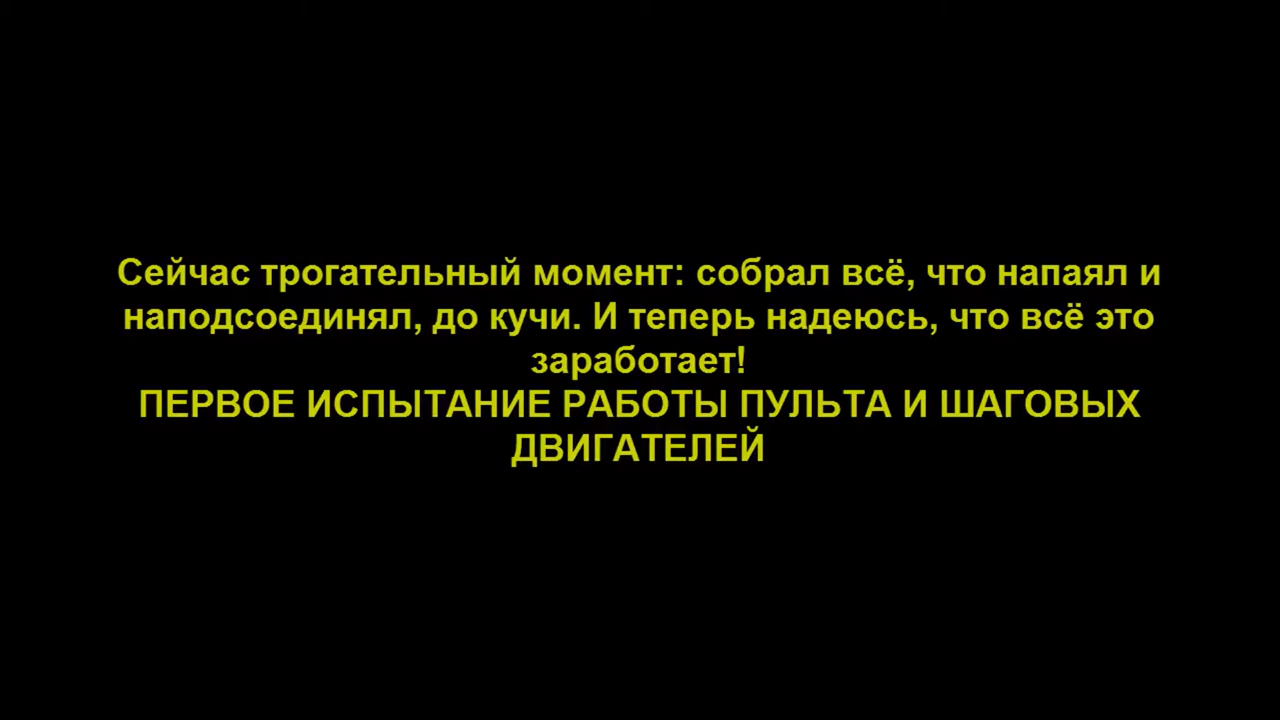 Сейчас трогательный момент: собрал всё, что напаял и
наподсоединял, до кучи. И теперь надеюсь, что всё это
заработает!
ПЕРВОЕ ИСПЫТАНИЕ РАБОТЫ ПУЛЬТА И ШАГОВЫХ
ДВИГАТЕЛЕЙ